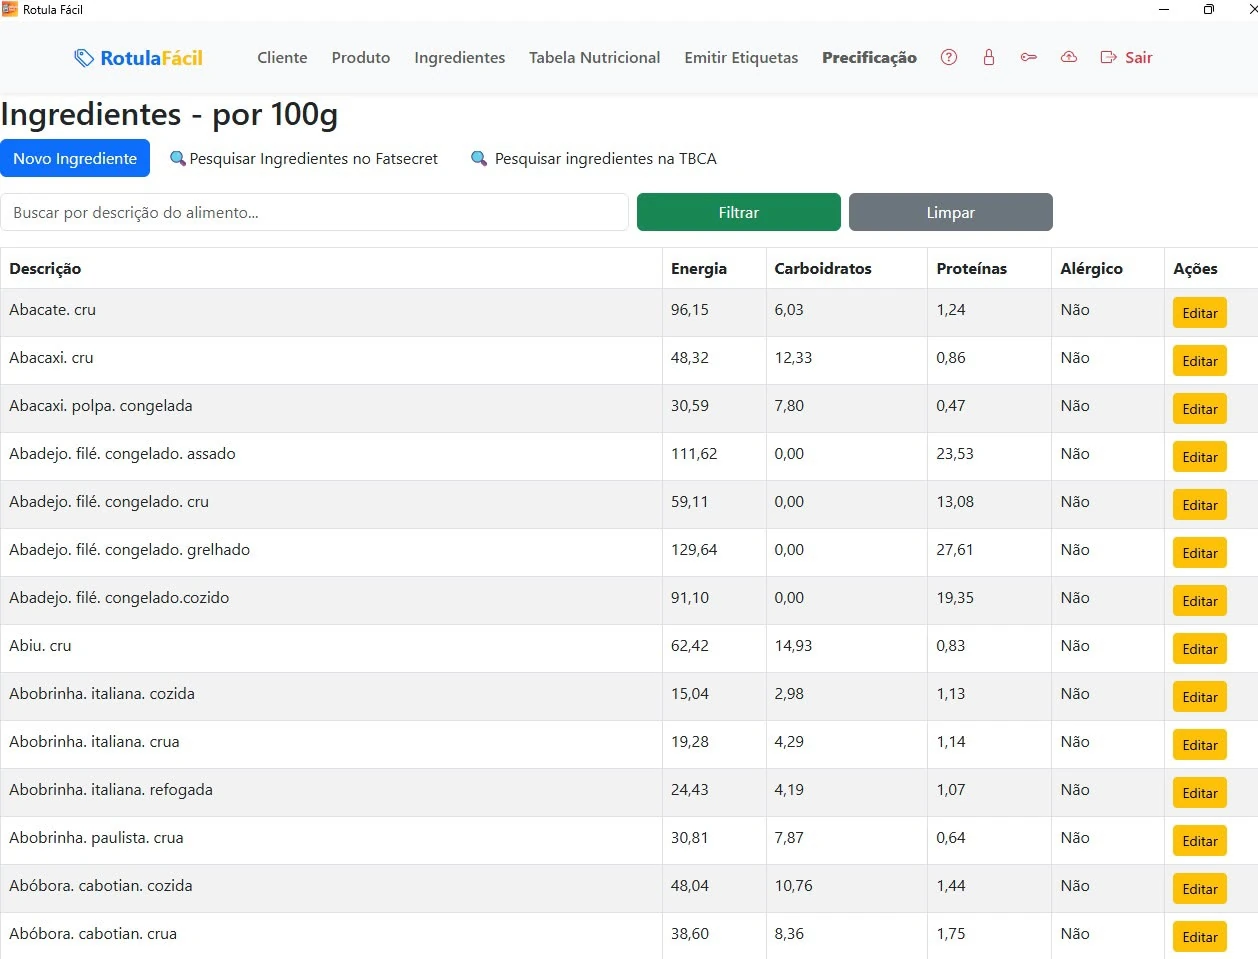 Rotula Fácil
RotulaFácil Cliente Produto Ingredientes Tabela Nutricional Emitir Etiquetas Precificação Sair
Ingredientes - por 100g
Novo Ingrediente Pesquisar Ingredientes no Fatsecret Pesquisar ingredientes na TBCA
Buscar por descrição do alimento... Filtrar Limpar
Descrição Energia Carboidratos Proteínas Alérgico Ações
Abacate. cru 96,15 6,03 1,24 Não Editar
Abacaxi. cru 48,32 12,33 0,86 Não Editar
Abacaxi. polpa. congelada 30,59 7,80 0,47 Não Editar
Abadejo. filé. congelado. assado 111,62 0,00 23,53 Não Editar
Abadejo. filé. congelado. cru 59,11 0,00 13,08 Não Editar
Abadejo. filé. congelado. grelhado 129,64 0,00 27,61 Não Editar
Abadejo. filé. congelado.cozido 91,10 0,00 19,35 Não Editar
Abiu. cru 62,42 14,93 0,83 Não Editar
Abobrinha. italiana. cozida 15,04 2,98 1,13 Não Editar
Abobrinha. italiana. crua 19,28 4,29 1,14 Não Editar
Abobrinha. italiana. refogada 24,43 4,19 1,07 Não Editar
Abobrinha. paulista. crua 30,81 7,87 0,64 Não Editar
Abóbora. cabotian. cozida 48,04 10,76 1,44 Não Editar
Abóbora. cabotian. crua 38,60 8,36 1,75 Não Editar